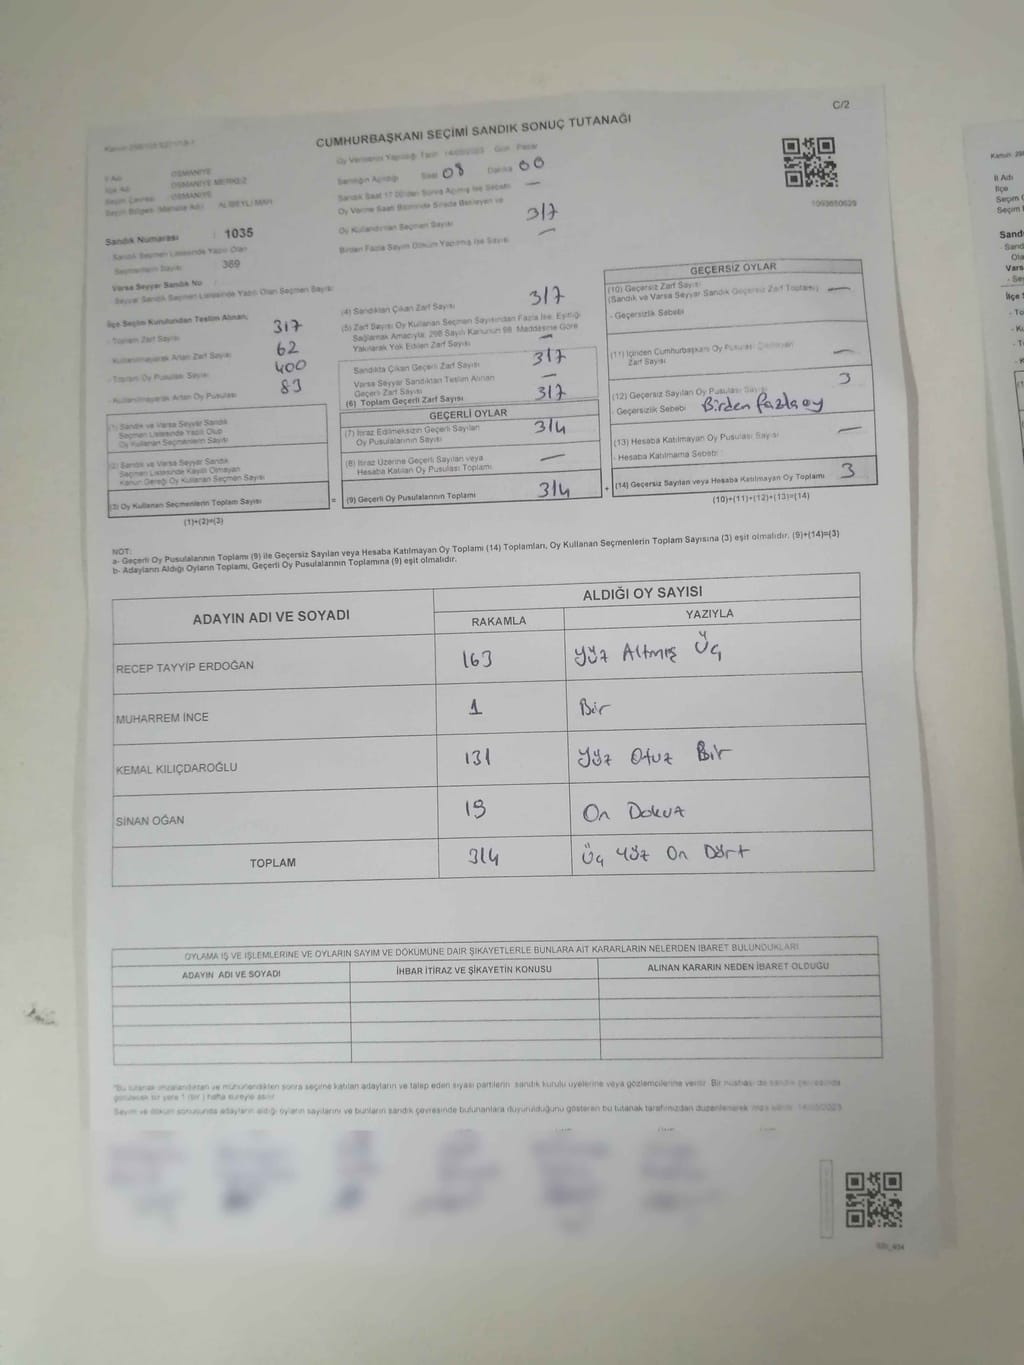 C/2
CUMHURBAŞKANI SEÇİMİ SANDIK SONUÇ TUTANAĞI
1093650629
İl Adı : OSMANİYE
İlçe Adı : OSMANİYE MERKEZ
Seçim Çevresi : OSMANİYE
Seçim Bölgesi (Mahalle Adı) : ALİBEYLİ MAH.
Sandık Numarası : 1035
Sandık Seçmen Listesinde Yazılı Olan
Seçmenlerin Sayısı : 369
Varsa Seyyar Sandık No
Seyyar Sandık Seçmen Listesinde Yazılı Olan Seçmen Sayısı
Oy Vermenin Yapıldığı Tarih 14/05/2023 Gün Pazar
Sandığın Açıldığı Saat 08 Dakika 00
Sandık Saat 17.00'den Sonra Açılmış İse Sebebi —
Oy Verme Saati Bitiminde Sırada Bekleyen ve
Oy Kullandırılan Seçmen Sayısı 317
Birden Fazla Sayım Döküm Yapılmış İse Sayısı —
İlçe Seçim Kurulundan Teslim Alınan;
- Toplam Zarf Sayısı 317
- Kullanılmayarak Artan Zarf Sayısı 62
- Toplam Oy Pusulası Sayısı 400
- Kullanılmayarak Artan Oy Pusulası 83
(1) Sandık ve Varsa Seyyar Sandık
Seçmen Listesinde Yazılı Olup
Oy Kullanan Seçmenlerin Sayısı
(2) Sandık ve Varsa Seyyar Sandık
Seçmen Listesinde Kayıtlı Olmayan
Kanun Gereği Oy Kullanan Seçmen Sayısı
(3) Oy Kullanan Seçmenlerin Toplam Sayısı
(1)+(2)=(3)
(4) Sandıktan Çıkan Zarf Sayısı 317
(5) Zarf Sayısı Oy Kullanan Seçmen Sayısından Fazla İse, Eşitliği
Sağlamak Amacıyla, 298 Sayılı Kanunun 98. Maddesine Göre
Yakılarak Yok Edilen Zarf Sayısı —
Sandıkta Çıkan Geçerli Zarf Sayısı 317
Varsa Seyyar Sandıktan Teslim Alınan
Geçerli Zarf Sayısı —
(6) Toplam Geçerli Zarf Sayısı 317
GEÇERLİ OYLAR
(7) İtiraz Edilmeksizin Geçerli Sayılan
Oy Pusulalarının Sayısı 314
(8) İtiraz Üzerine Geçerli Sayılan veya
Hesaba Katılan Oy Pusulası Toplamı —
= (9) Geçerli Oy Pusulalarının Toplamı 314
GEÇERSİZ OYLAR
(10) Geçersiz Zarf Sayısı
(Sandık ve Varsa Seyyar Sandık Geçersiz Zarf Toplamı) —
- Geçersizlik Sebebi
(11) İçinden Cumhurbaşkanı Oy Pusulası Çıkmayan
Zarf Sayısı —
(12) Geçersiz Sayılan Oy Pusulası Sayısı 3
- Geçersizlik Sebebi Birden fazla oy
(13) Hesaba Katılmayan Oy Pusulası Sayısı —
- Hesaba Katılmama Sebebi :
+ (14) Geçersiz Sayılan veya Hesaba Katılmayan Oy Toplamı 3
(10)+(11)+(12)+(13)=(14)
NOT:
a- Geçerli Oy Pusulalarının Toplamı (9) ile Geçersiz Sayılan veya Hesaba Katılmayan Oy Toplamı (14) Toplamları, Oy Kullanan Seçmenlerin Toplam Sayısına (3) eşit olmalıdır. (9)+(14)=(3)
b- Adayların Aldığı Oyların Toplamı, Geçerli Oy Pusulalarının Toplamına (9) eşit olmalıdır.
ADAYIN ADI VE SOYADI ALDIĞI OY SAYISI
RAKAMLA YAZIYLA
RECEP TAYYİP ERDOĞAN 163 Yüz Altmış Üç
MUHARREM İNCE 1 Bir
KEMAL KILIÇDAROĞLU 131 Yüz Otuz Bir
SİNAN OĞAN 19 On Dokuz
TOPLAM 314 Üç Yüz On Dört
OYLAMA İŞ VE İŞLEMLERİNE VE OYLARIN SAYIM VE DÖKÜMÜNE DAİR ŞİKAYETLERLE BUNLARA AİT KARARLARIN NELERDEN İBARET BULUNDUKLARI
ADAYIN ADI VE SOYADI İHBAR İTİRAZ VE ŞİKAYETİN KONUSU ALINAN KARARIN NEDEN İBARET OLDUĞU
"Bu tutanak imzalandıktan ve mühürlendikten sonra seçime katılan adayların ve talep eden siyasi partilerin sandık kurulu üyelerine veya gözlemcilerine verilir. Bir nüshası da sandık çevresinde
görülecek bir yere 1 (bir) hafta süreyle asılır.
Sayım ve döküm sonucunda adayların aldığı oyların sayılarını ve bunların sandık çevresinde bulunanlara duyurulduğunu gösteren bu tutanak tarafımızdan düzenlenerek imza edildi. 14/05/2023